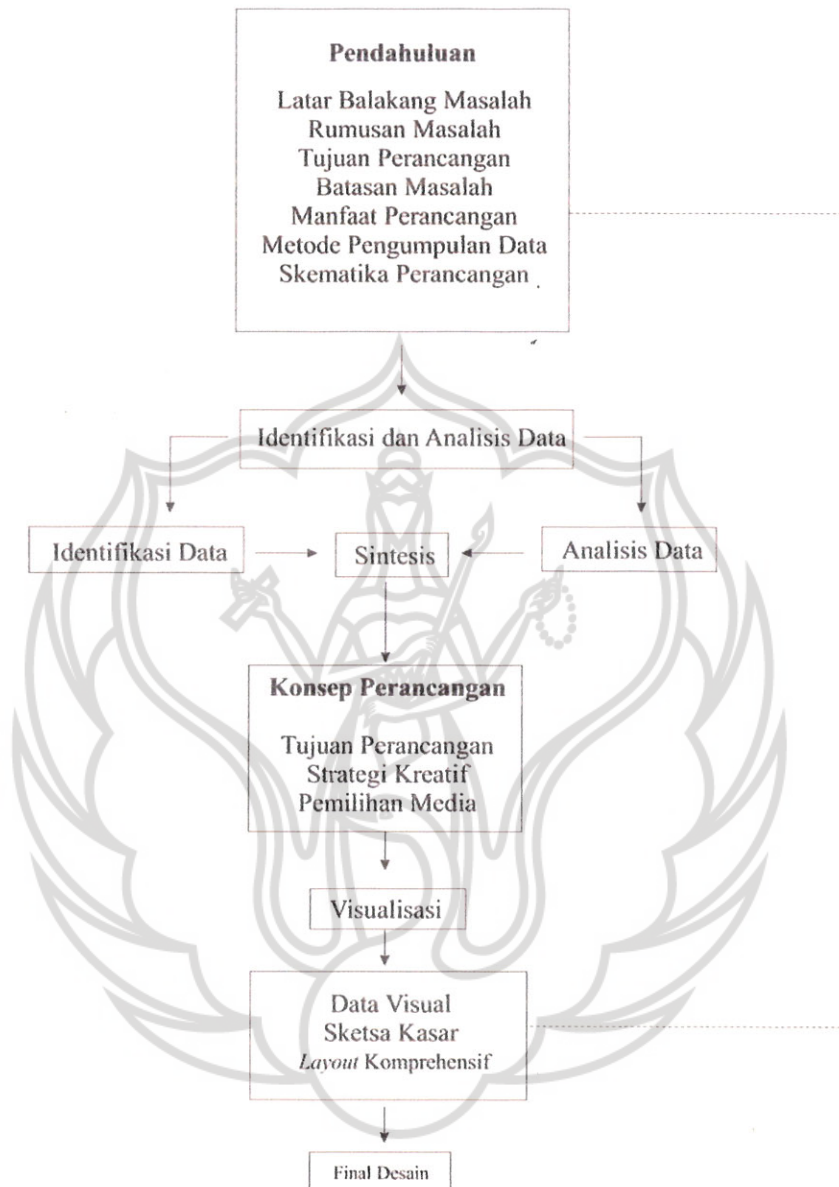 Pendahuluan
Latar Balakang Masalah
Rumusan Masalah
Tujuan Perancangan
Batasan Masalah
Manfaat Perancangan
Metode Pengumpulan Data
Skematika Perancangan
Identifikasi dan Analisis Data
Identifikasi Data
Sintesis
Analisis Data
Konsep Perancangan
Tujuan Perancangan
Strategi Kreatif
Pemilihan Media
Visualisasi
Data Visual
Sketsa Kasar
Layout Komprehensif
Final Desain